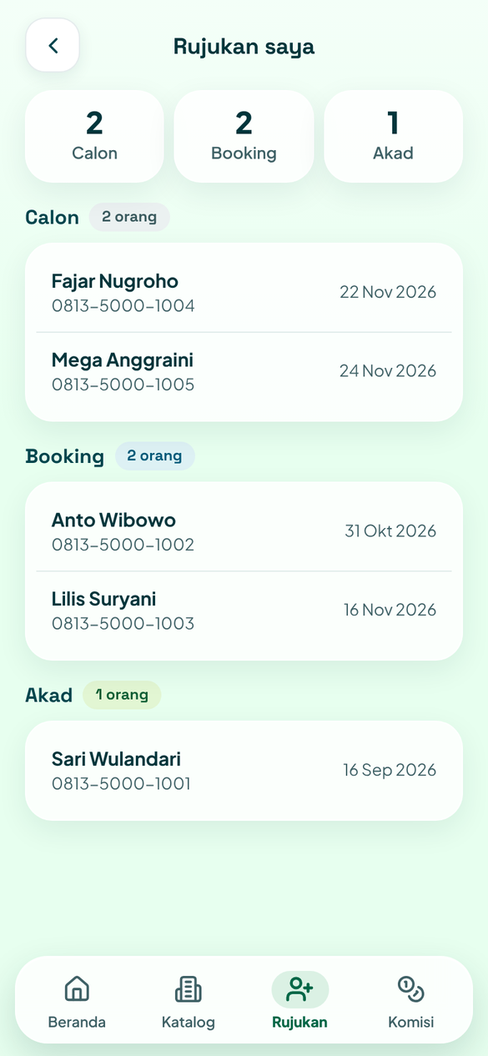 Rujukan saya
2
Calon
2
Booking
1
Akad
Calon
2 orang
Fajar Nugroho
0813-5000-1004
22 Nov 2026
Mega Anggraini
0813-5000-1005
24 Nov 2026
Booking
2 orang
Anto Wibowo
0813-5000-1002
31 Okt 2026
Lilis Suryani
0813-5000-1003
16 Nov 2026
Akad
1 orang
Sari Wulandari
0813-5000-1001
16 Sep 2026
Beranda
Katalog
Rujukan
Komisi